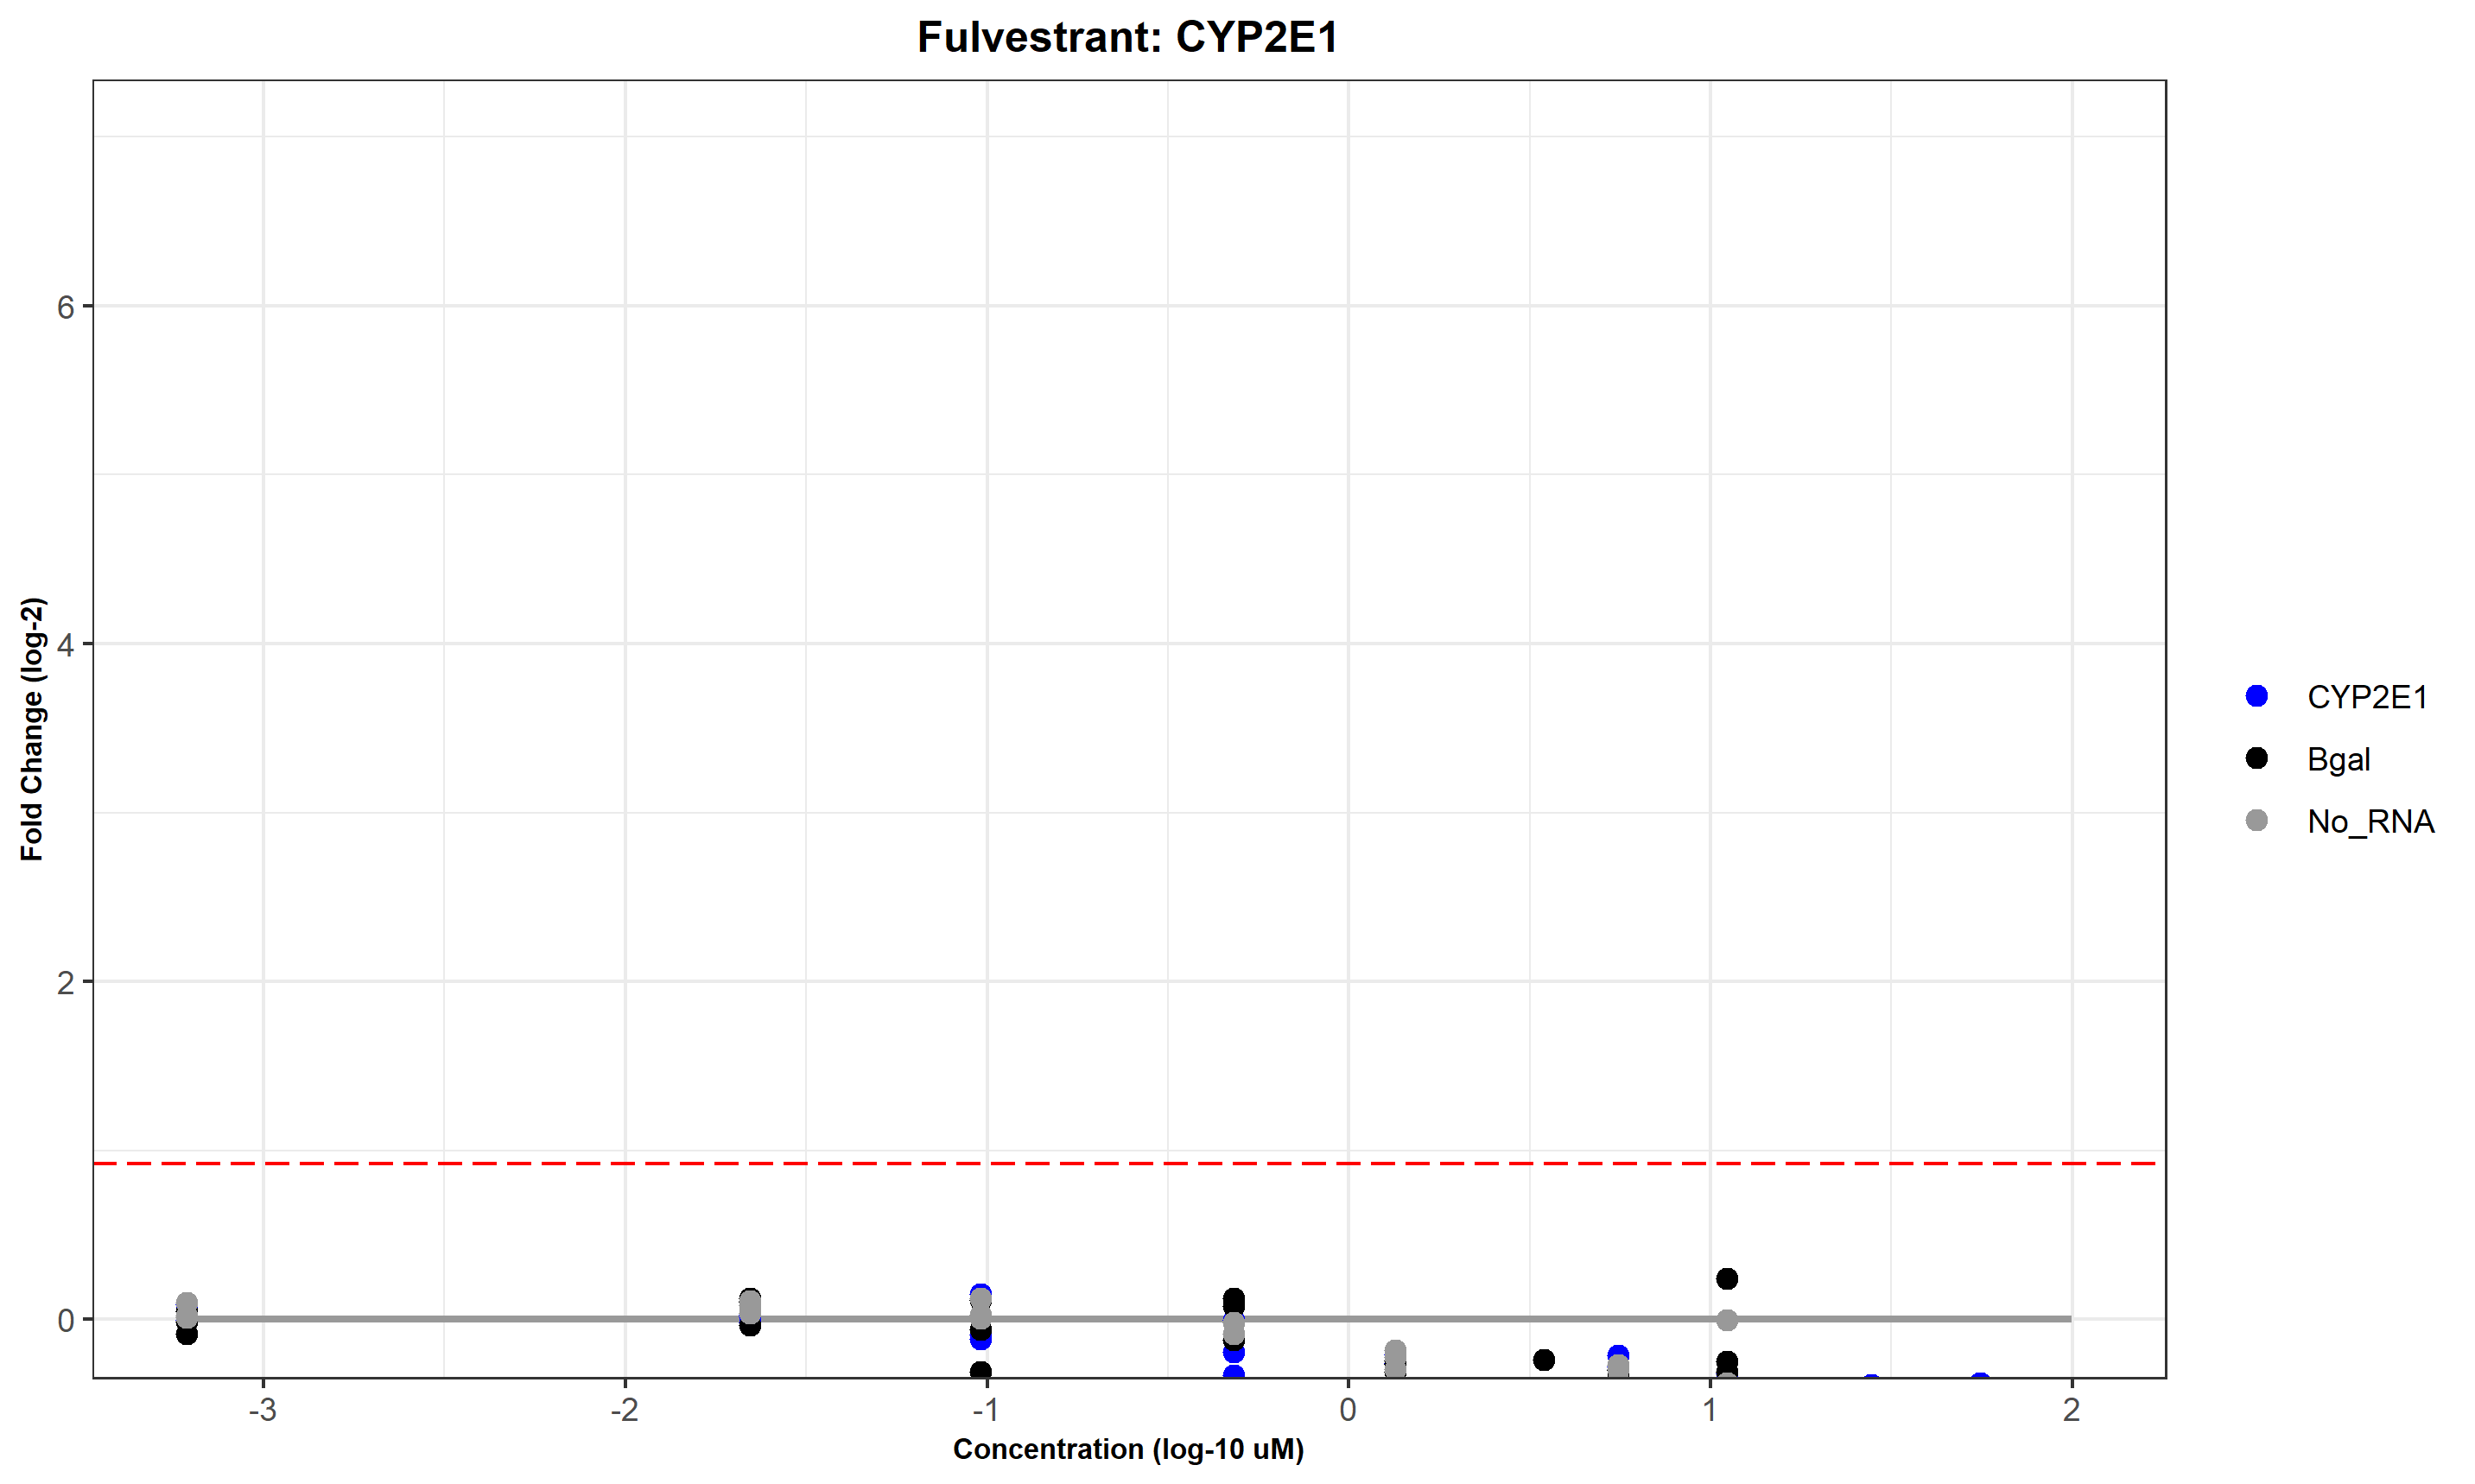 Fulvestrant: CYP2E1
Fold Change (log-2)
6
4
2
0
-3
-2
-1
0
1
2
Concentration (log-10 uM)
CYP2E1
Bgal
No_RNA